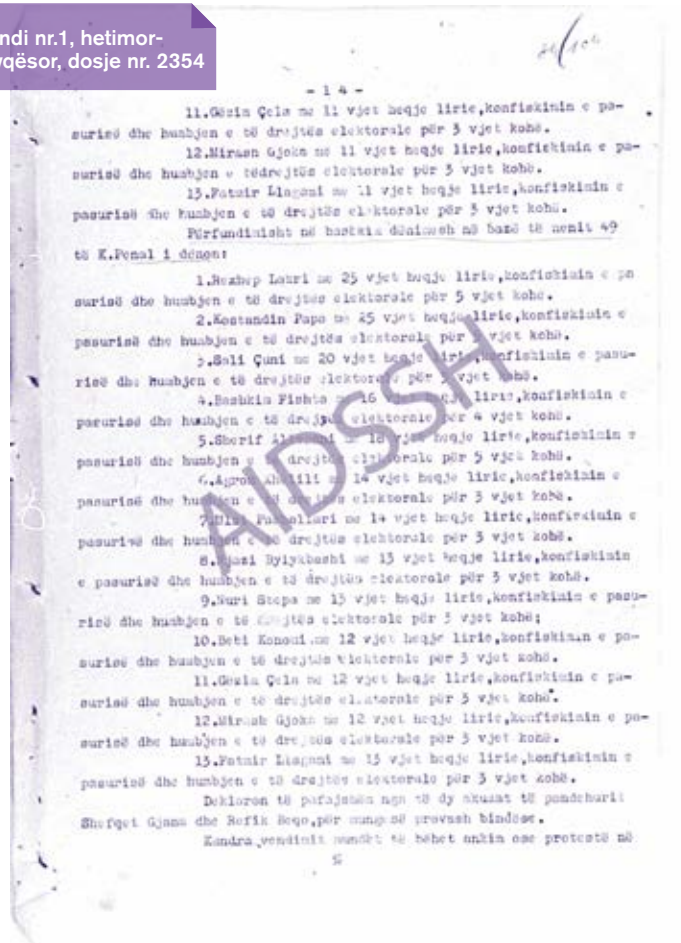 ndi nr.1, hetimor-
qësor, dosje nr. 2354
- 1 4 -
11.Gëzim Çela me 11 vjet heqje lirie,konfiskimin e pa-
surisë dhe humbjen e të drejtës elektorale për 3 vjet kohë.
12.Mirash Gjoka me 11 vjet heqje lirie,konfiskimin e pa-
surisë dhe humbjen e tëdrejtës elektorale për 3 vjet kohë.
13.Fatmir Llagani me 11 vjet heqje lirie,konfiskimin e
pasurisë dhe humbjen e të drejtës elektorale për 3 vjet kohë.
Përfundimisht në bashkim dënimesh në bazë të nenit 49
të K.Penal i dënon:
1.Rexhep Lakri me 25 vjet heqje lirie,konfiskimin e pa
surisë dhe humbjen e të drejtës elektorale për 5 vjet kohë.
2.Kostandin Papa me 25 vjet heqje lirie,konfiskimin e
pasurisë dhe humbjen e të drejtës elektorale për 5 vjet kohë.
3.Sali Çuni me 20 vjet heqje lirie,konfiskimin e pasu-
risë dhe humbjen e të drejtës elektorale për 5 vjet kohë.
4.Bashkim Fishta me 16 vjet heqje lirie,konfiskimin e
pasurisë dhe humbjen e të drejtës elektorale për 4 vjet kohë.
5.Sherif me 18 vjet heqje lirie,konfiskimin e
pasurisë dhe humbjen e të drejtës elektorale për 5 vjet kohë.
6.Agron Khalili me 14 vjet heqje lirie,konfiskimin e
pasurisë dhe humbjen e të drejtës elektorale për 3 vjet kohë.
7. me 14 vjet heqje lirie,konfiskimin e
pasurisë dhe humbjen e të drejtës elektorale për 3 vjet kohë.
8. Bylykbashi me 13 vjet heqje lirie,konfiskimin
e pasurisë dhe humbjen e të drejtës elektorale për 3 vjet kohë.
9.Nuri Stepa me 13 vjet heqje lirie,konfiskimin e pasu-
risë dhe humbjen e të drejtës elektorale për 3 vjet kohë;
10.Beti Konomi me 12 vjet heqje lirie,konfiskimin e pa-
surisë dhe humbjen e të drejtës elektorale për 3 vjet kohë.
11.Gëzim Çela me 12 vjet heqje lirie,konfiskimin e pa-
surisë dhe humbjen e të drejtës elektorale për 3 vjet kohë.
12.Mirash Gjoka me 12 vjet heqje lirie,konfiskimin e pa-
surisë dhe humbjen e të drejtës elektorale për 3 vjet kohë.
13.Fatmir Llagani me 13 vjet heqje lirie,konfiskimin e
pasurisë dhe humbjen e të drejtës elektorale për 3 vjet kohë.
Dekloron të pafajshëm nga të dy akuzat të pandehurit
Shefqet Gjana dhe Refik Beqo,për mungesë provash bindëse.
Kundra vendimit mundët të bëhet ankim ose protestë në
AIDSSH